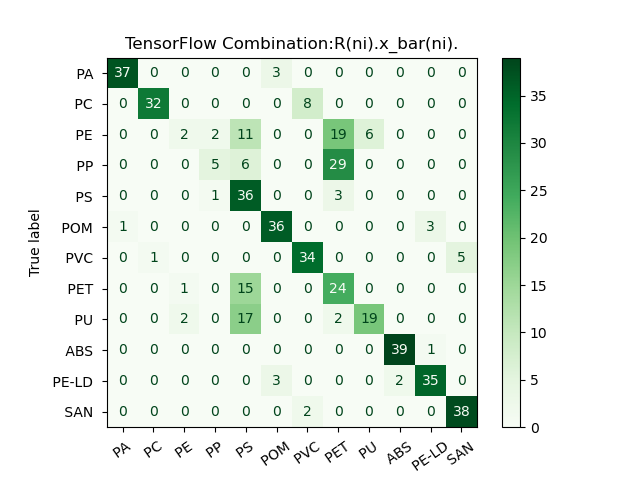 TensorFlow Combination:R(ni).x_bar(ni).
True label
PA 37 0 0 0 0 3 0 0 0 0 0 0
PC 0 32 0 0 0 0 8 0 0 0 0 0
PE 0 0 2 2 11 0 0 19 6 0 0 0
PP 0 0 0 5 6 0 0 29 0 0 0 0
PS 0 0 0 1 36 0 0 3 0 0 0 0
POM 1 0 0 0 0 36 0 0 0 0 3 0
PVC 0 1 0 0 0 0 34 0 0 0 0 5
PET 0 0 1 0 15 0 0 24 0 0 0 0
PU 0 0 2 0 17 0 0 2 19 0 0 0
ABS 0 0 0 0 0 0 0 0 0 39 1 0
PE-LD 0 0 0 0 0 3 0 0 0 2 35 0
SAN 0 0 0 0 0 0 2 0 0 0 0 38
PA PC PE PP PS POM PVC PET PU ABS PE-LD SAN
35
30
25
20
15
10
5
0